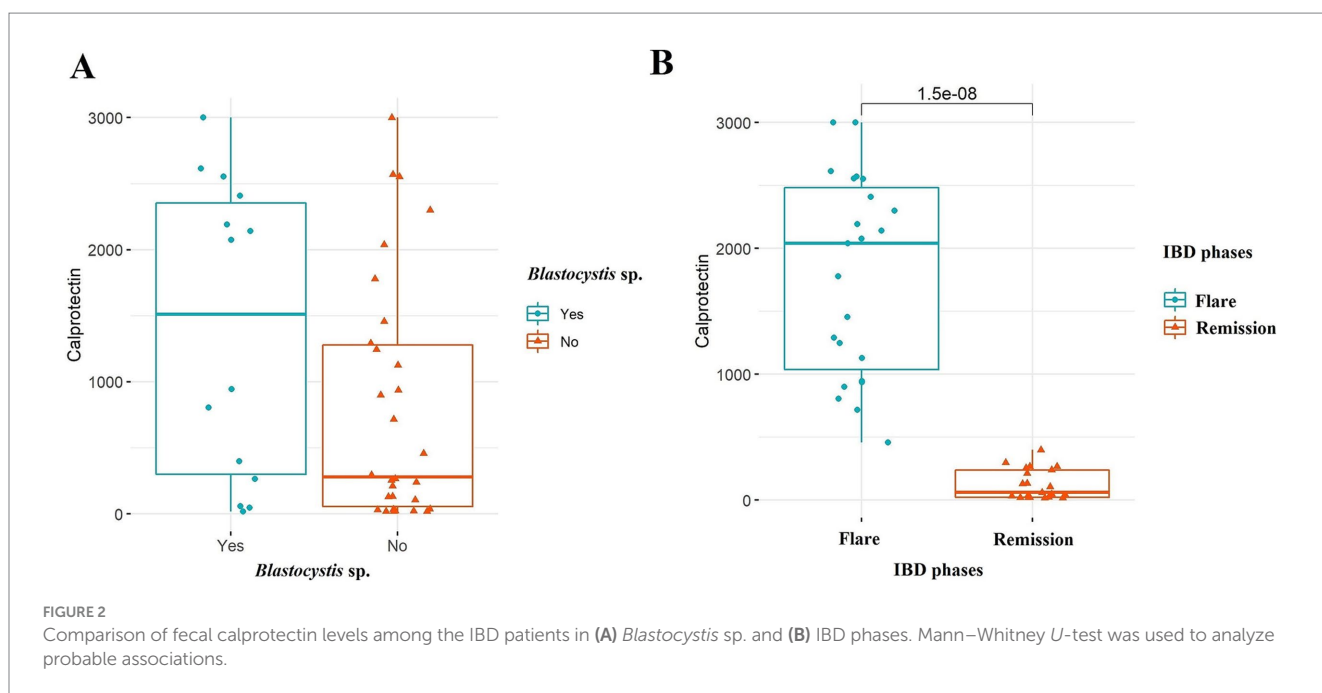 A
3000
2000
1000
0
Calprotectin
Yes
No
Blastocystis sp.
Blastocystis sp.
Yes
No
B
1.5e-08
3000
2000
1000
0
Calprotectin
Flare
Remission
IBD phases
IBD phases
Flare
Remission
FIGURE 2
Comparison of fecal calprotectin levels among the IBD patients in (A) Blastocystis sp. and (B) IBD phases. Mann–Whitney U-test was used to analyze
probable associations.